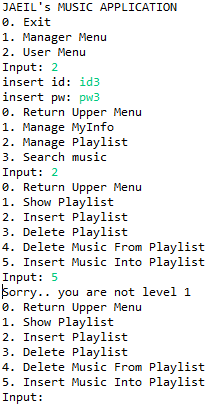 JAEIL's MUSIC APPLICATION
0. Exit
1. Manager Menu
2. User Menu
Input: 2
insert id: id3
insert pw: pw3
0. Return Upper Menu
1. Manage MyInfo
2. Manage Playlist
3. Search music
Input: 2
0. Return Upper Menu
1. Show Playlist
2. Insert Playlist
3. Delete Playlist
4. Delete Music From Playlist
5. Insert Music Into Playlist
Input: 5
Sorry.. you are not level 1
0. Return Upper Menu
1. Show Playlist
2. Insert Playlist
3. Delete Playlist
4. Delete Music From Playlist
5. Insert Music Into Playlist
Input: